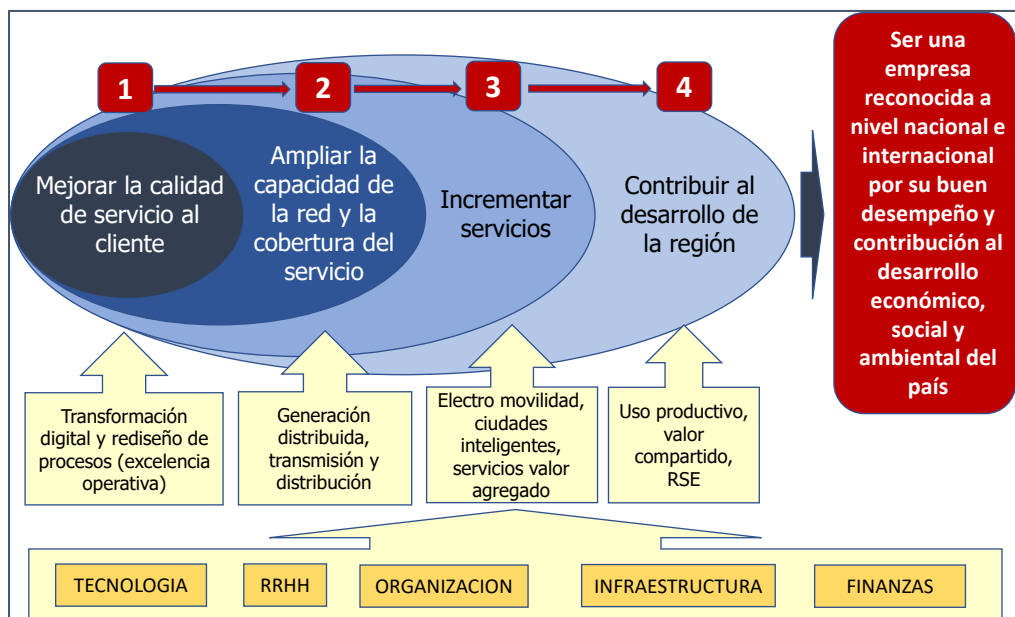 1
2
3
4
Mejorar la calidad
de servicio al
cliente
Ampliar la
capacidad de
la red y la
cobertura del
servicio
Incrementar
servicios
Contribuir al
desarrollo de
la región
Ser una
empresa
reconocida a
nivel nacional e
internacional
por su buen
desempeño y
contribución al
desarrollo
económico,
social y
ambiental del
país
Transformación
digital y rediseño de
procesos (excelencia
operativa)
Generación
distribuida,
transmisión y
distribución
Electro movilidad,
ciudades
inteligentes,
servicios valor
agregado
Uso productivo,
valor
compartido,
RSE
TECNOLOGIA
RRHH
ORGANIZACION
INFRAESTRUCTURA
FINANZAS